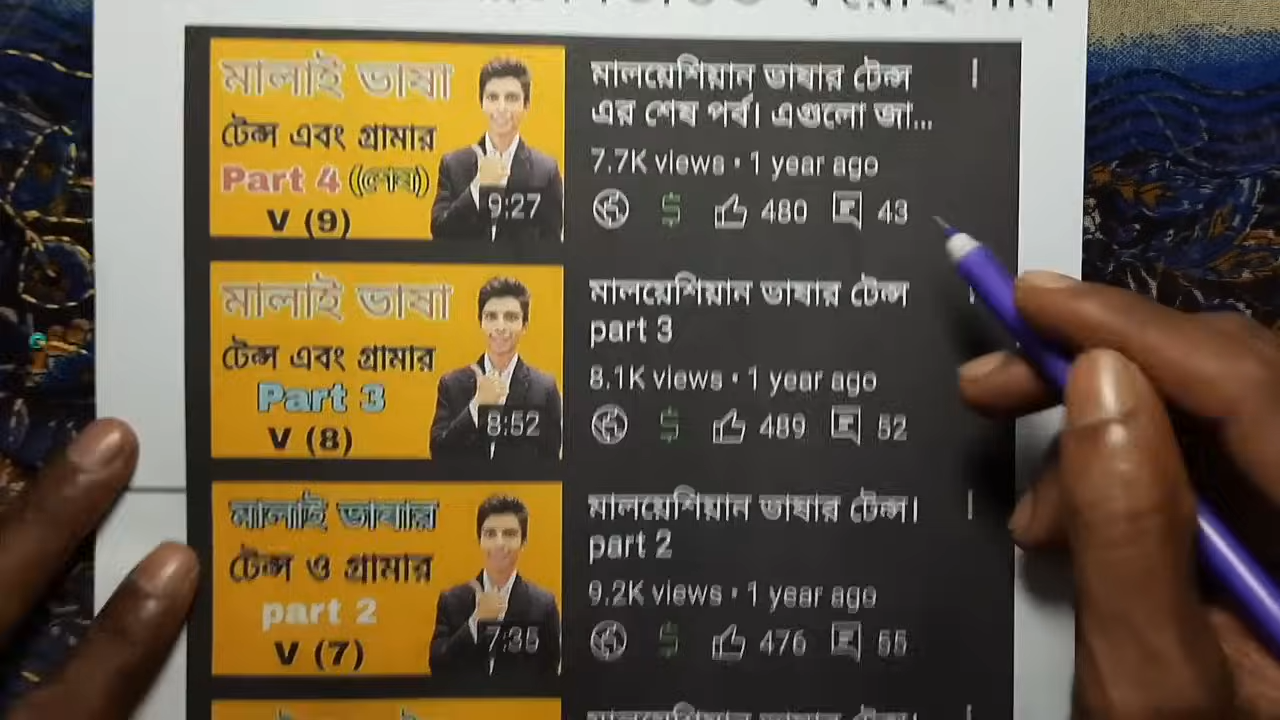 মালাই ভাষা
টেন্স এবং গ্রামার
Part 4 (শেষ)
V (9)
9:27
মালয়েশিয়ান ভাষার টেন্স
এর শেষ পর্ব। এগুলো জা...
7.7K views • 1 year ago
$ 480 43
মালাই ভাষা
টেন্স এবং গ্রামার
Part 3
V (8)
8:52
মালয়েশিয়ান ভাষার টেন্স
part 3
8.1K views • 1 year ago
$ 489 52
মালাই ভাষার
টেন্স ও গ্রামার
part 2
V (7)
7:35
মালয়েশিয়ান ভাষার টেন্স।
part 2
9.2K views • 1 year ago
$ 476 55
মালয়েশিয়ান ভাষার টেন্স।